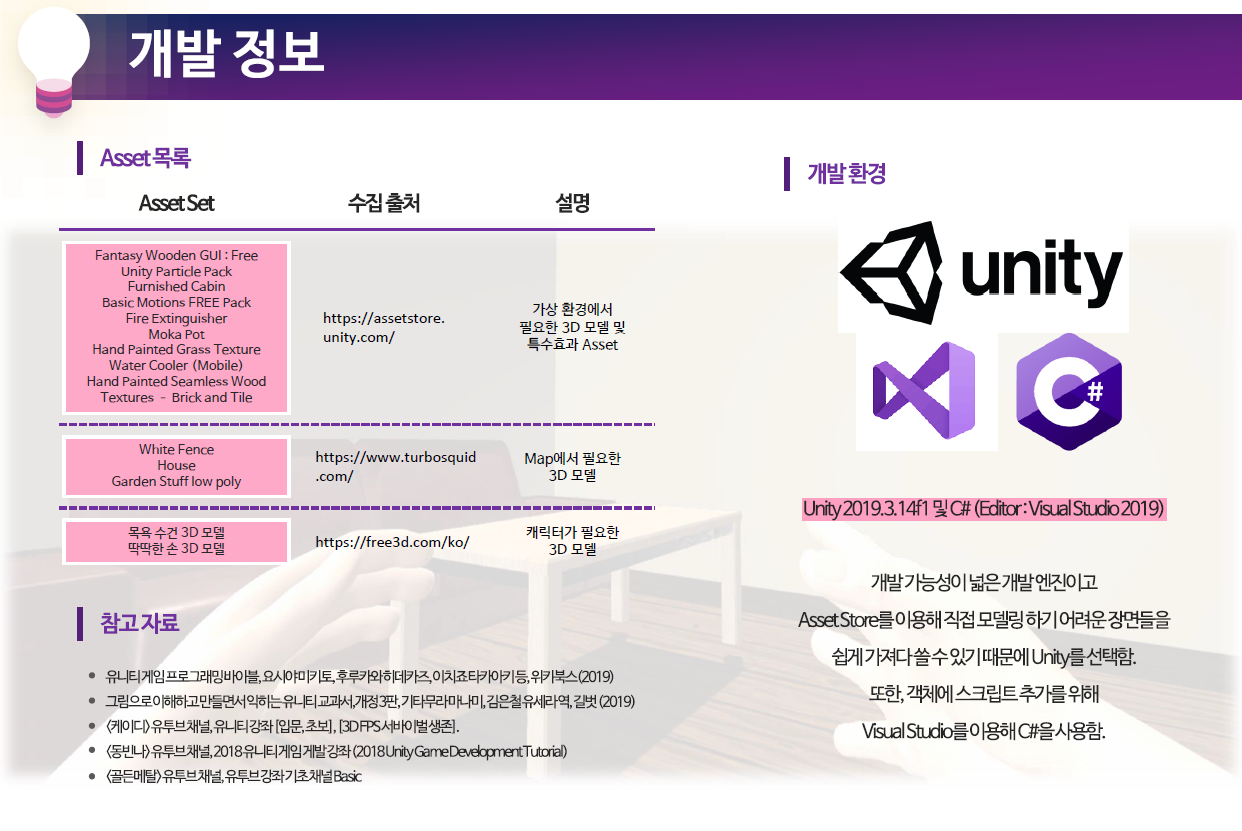 개발 정보
Asset 목록
Asset Set
수집 출처
설명
Fantasy Wooden GUI : Free
Unity Particle Pack
Furnished Cabin
Basic Motions FREE Pack
Fire Extinguisher
Moka Pot
Hand Painted Grass Texture
Water Cooler (Mobile)
Hand Painted Seamless Wood
Textures - Brick and Tile
https://assetstore.
unity.com/
가상 환경에서
필요한 3D 모델 및
특수효과 Asset
White Fence
House
Garden Stuff low poly
https://www.turbosquid
.com/
Map에서 필요한
3D 모델
목욕 수건 3D 모델
딱딱한 손 3D 모델
https://free3d.com/ko/
캐릭터가 필요한
3D 모델
참고 자료
유니티 게임 프로그래밍 바이블, 요시야 미키토, 후루카와 히데카즈, 이치죠 타카아키 등, 위키북스 (2019)
그림으로 이해하고 만들면서 익히는 유니티 교과서, 개정 3판, 기타무라 마나미, 김은철 유세라 역, 길벗 (2019)
<케이디> 유투브 채널, 유니티 강좌 [입문, 초보], [3D FPS 서바이벌 생존].
<동빈나> 유투브 채널, 2018 유니티 게임 게발 강좌 (2018 Unity Game Development Tutorial)
<골든메탈> 유투브 채널, 유투브 강좌 기초 채널 Basic
개발 환경
unity
C#
Unity 2019.3.14f1 및 C# (Editor : Visual Studio 2019)
개발 가능성이 넓은 개발 엔진이고
Asset Store를 이용해 직접 모델링 하기 어려운 장면들을
쉽게 가져다 쓸 수 있기 때문에 Unity를 선택함.
또한, 객체에 스크립트 추가를 위해
Visual Studio를 이용해 C#을 사용함.